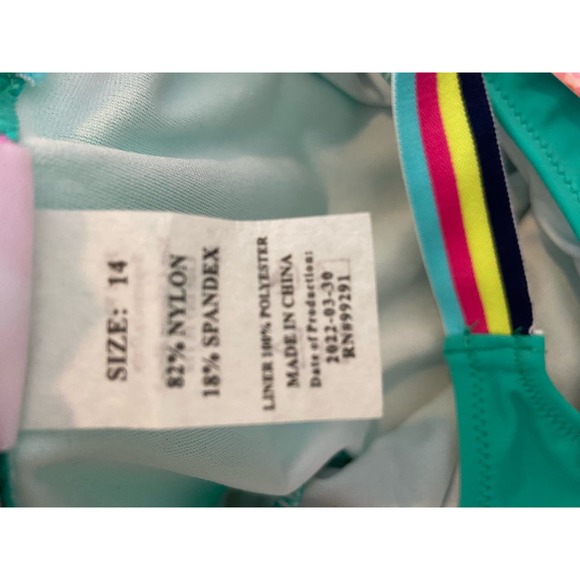 SIZE: 14
82% NYLON
18% SPANDEX
LINER 100% POLYESTER
MADE IN CHINA
Date of Production:
2022-03-30
RN#99291